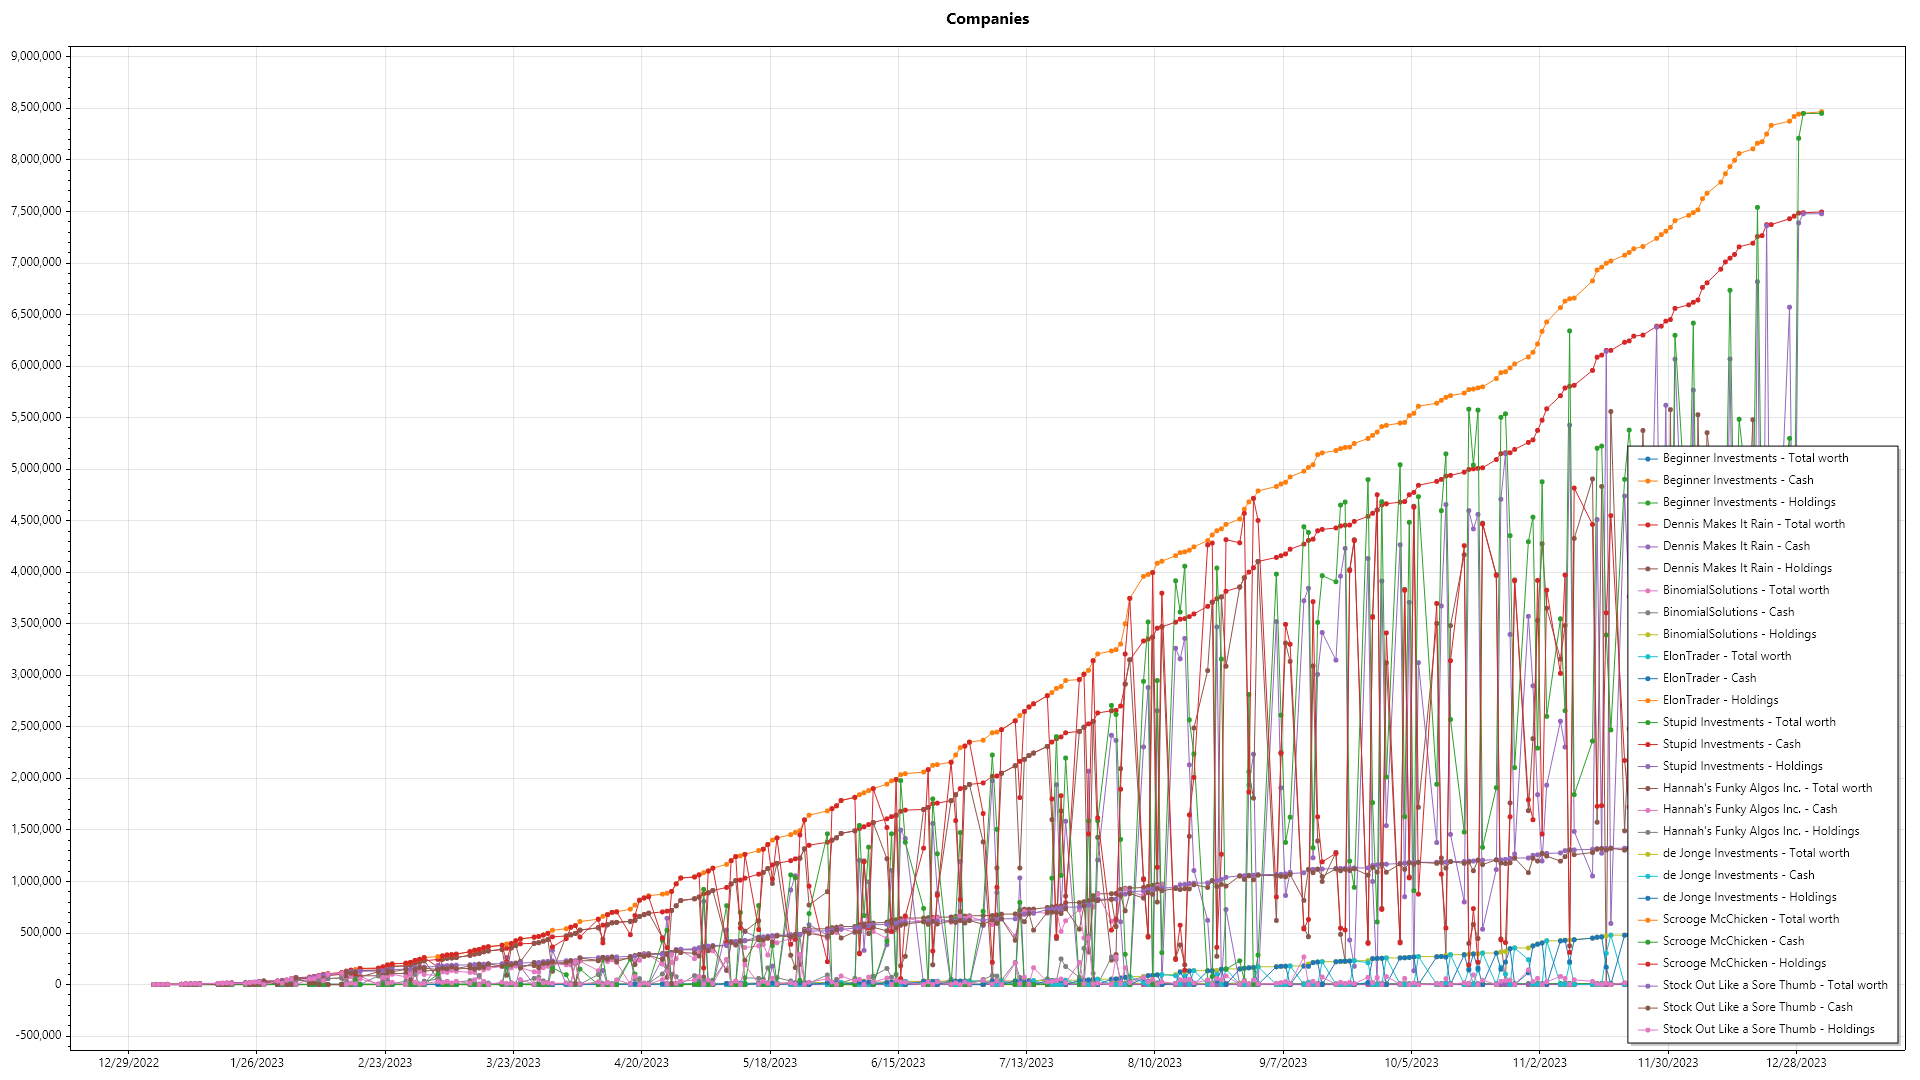 Companies
9,000,000
8,500,000
8,000,000
7,500,000
7,000,000
6,500,000
6,000,000
5,500,000
5,000,000
4,500,000
4,000,000
3,500,000
3,000,000
2,500,000
2,000,000
1,500,000
1,000,000
500,000
0
-500,000
Beginner Investments - Total worth
Beginner Investments - Cash
Beginner Investments - Holdings
Dennis Makes It Rain - Total worth
Dennis Makes It Rain - Cash
Dennis Makes It Rain - Holdings
BinomialSolutions - Total worth
BinomialSolutions - Cash
BinomialSolutions - Holdings
ElonTrader - Total worth
ElonTrader - Cash
ElonTrader - Holdings
Stupid Investments - Total worth
Stupid Investments - Cash
Stupid Investments - Holdings
Hannah's Funky Algos Inc. - Total worth
Hannah's Funky Algos Inc. - Cash
Hannah's Funky Algos Inc. - Holdings
de Jonge Investments - Total worth
de Jonge Investments - Cash
de Jonge Investments - Holdings
Scrooge McChicken - Total worth
Scrooge McChicken - Cash
Scrooge McChicken - Holdings
Stock Out Like a Sore Thumb - Total worth
Stock Out Like a Sore Thumb - Cash
Stock Out Like a Sore Thumb - Holdings
12/29/2022 1/26/2023 2/23/2023 3/23/2023 4/20/2023 5/18/2023 6/15/2023 7/13/2023 8/10/2023 9/7/2023 10/5/2023 11/2/2023 11/30/2023 12/28/2023